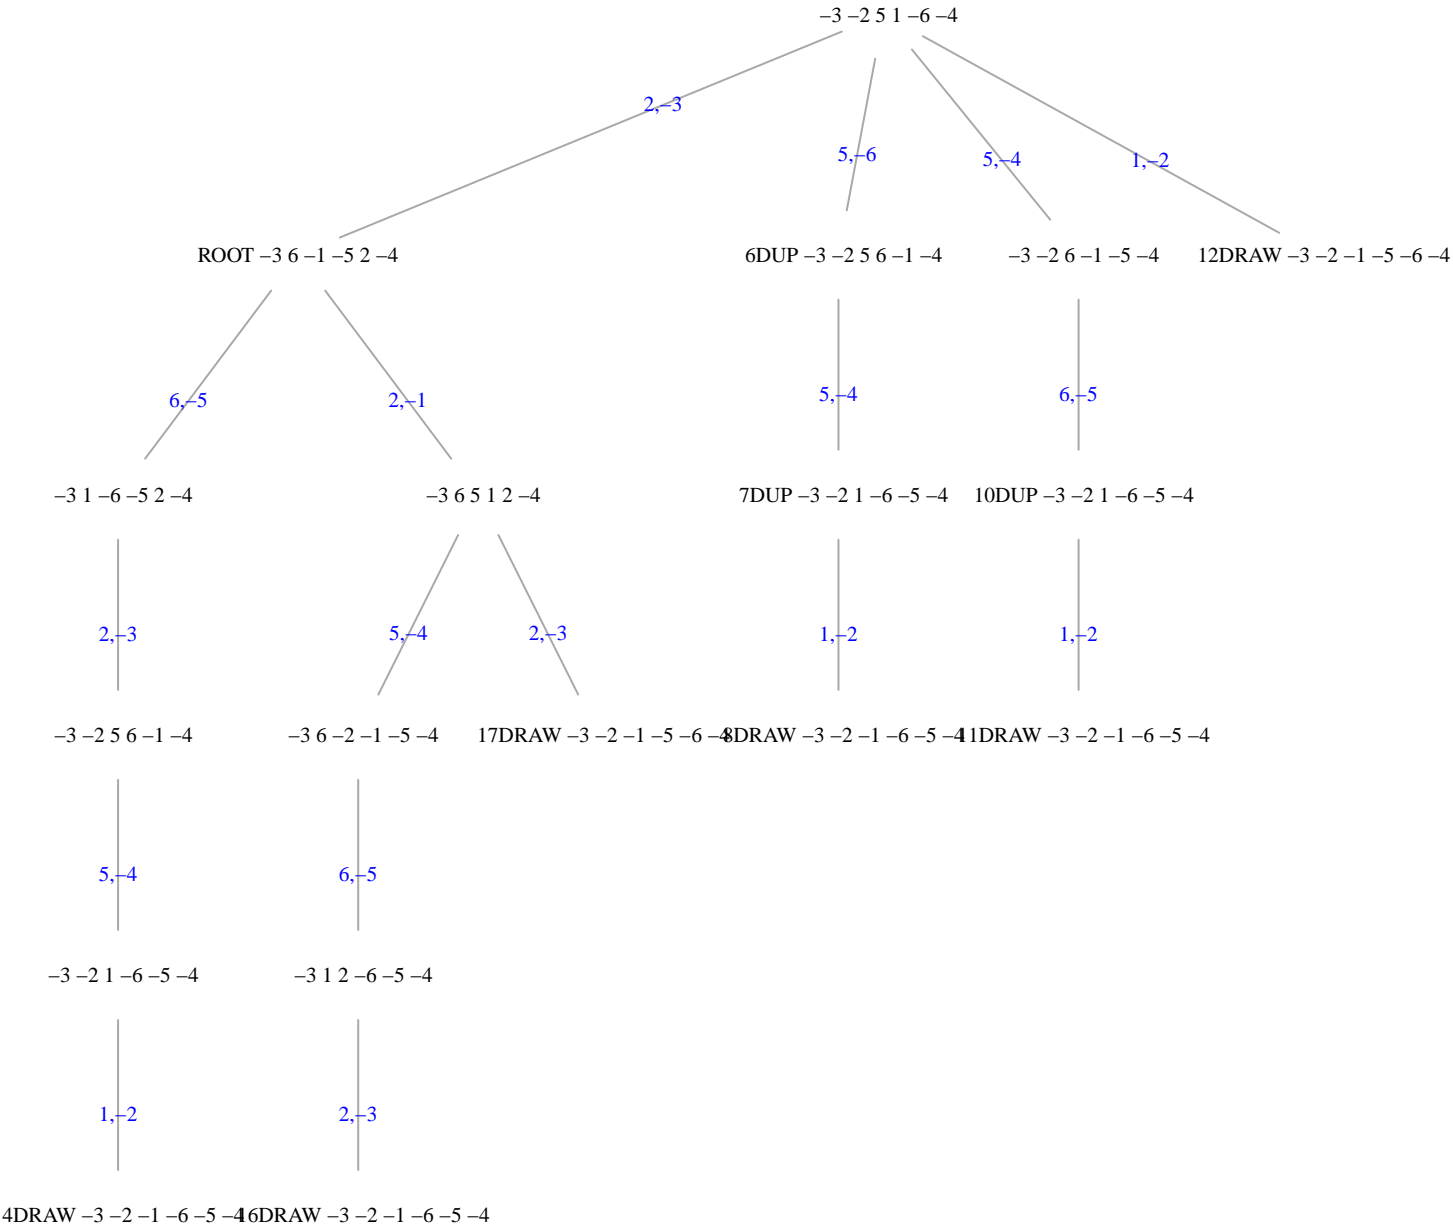 −3 −2 5 1 −6 −4
2,−3
5,−6
5,−4
1,−2
ROOT −3 6 −1 −5 2 −4
6DUP −3 −2 5 6 −1 −4
−3 −2 6 −1 −5 −4
12DRAW −3 −2 −1 −5 −6 −4
6,−5
2,−1
5,−4
6,−5
−3 1 −6 −5 2 −4
−3 6 5 1 2 −4
7DUP −3 −2 1 −6 −5 −4
10DUP −3 −2 1 −6 −5 −4
2,−3
5,−4
2,−3
1,−2
1,−2
−3 −2 5 6 −1 −4
−3 6 −2 −1 −5 −4
17DRAW −3 −2 −1 −5 −6 −4
8DRAW −3 −2 −1 −6 −5 −4
11DRAW −3 −2 −1 −6 −5 −4
5,−4
6,−5
−3 −2 1 −6 −5 −4
−3 1 2 −6 −5 −4
1,−2
2,−3
4DRAW −3 −2 −1 −6 −5 −4
16DRAW −3 −2 −1 −6 −5 −4